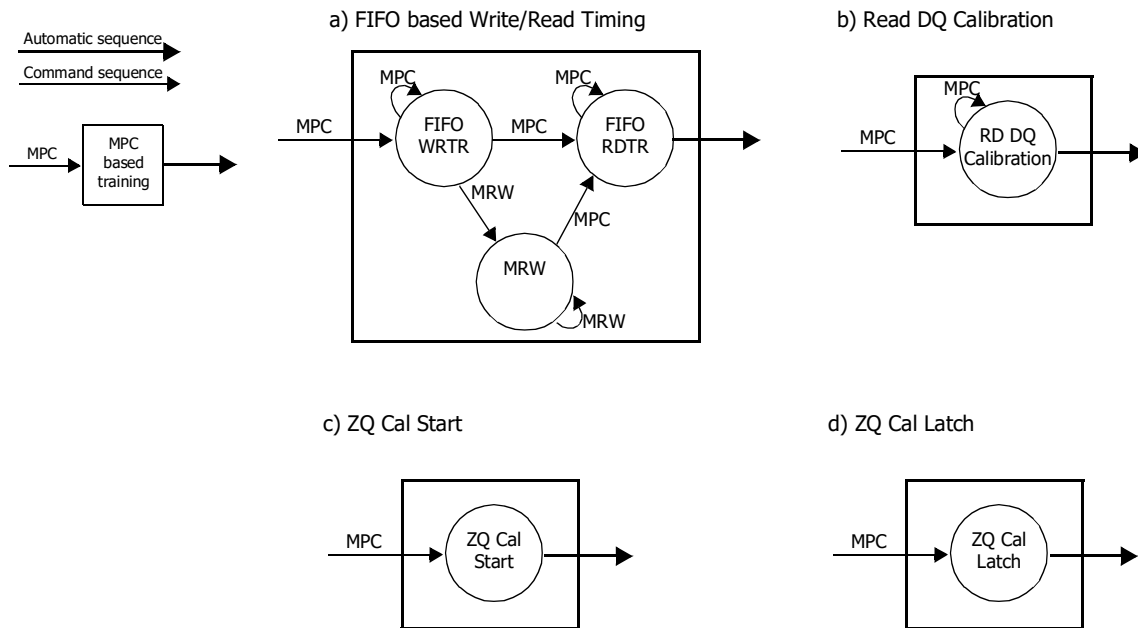 Automatic sequence
Command sequence
MPC
MPC
based
training
a) FIFO based Write/Read Timing
MPC
MPC
FIFO
WRTR
MPC
MPC
FIFO
RDTR
MRW
MPC
MRW
MRW
b) Read DQ Calibration
MPC
MPC
RD DQ
Calibration
c) ZQ Cal Start
MPC
ZQ Cal
Start
d) ZQ Cal Latch
MPC
ZQ Cal
Latch